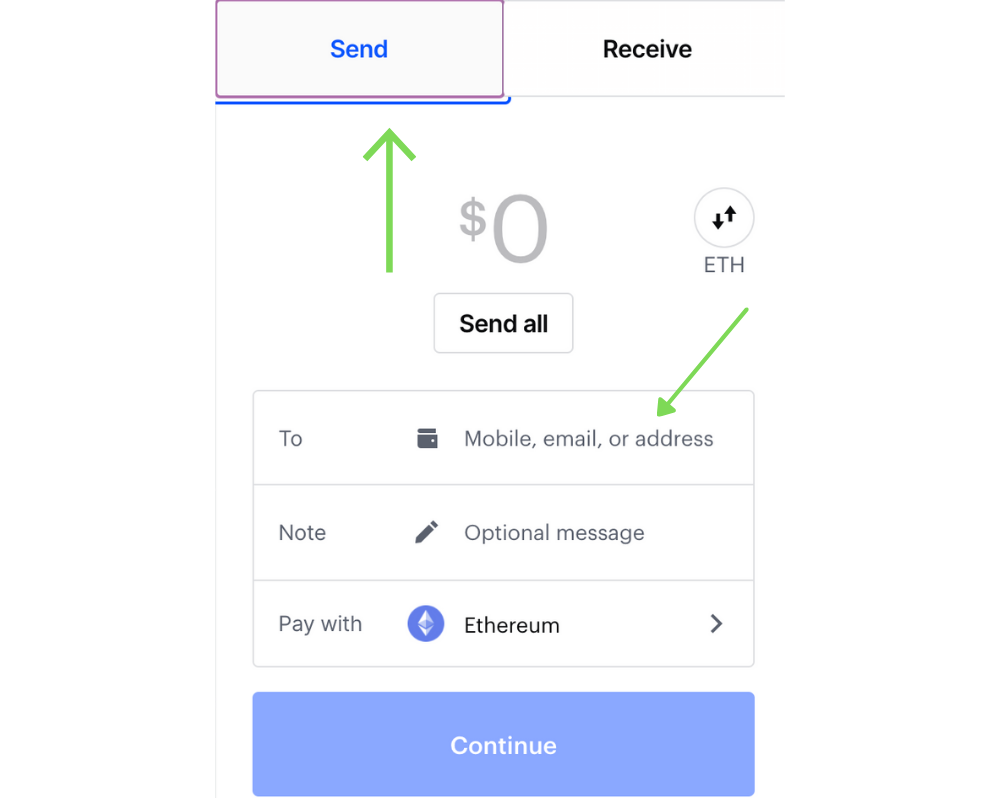 Send
Receive
$0
ETH
Send all
To
Mobile, email, or address
Note
Optional message
Pay with
Ethereum
Continue